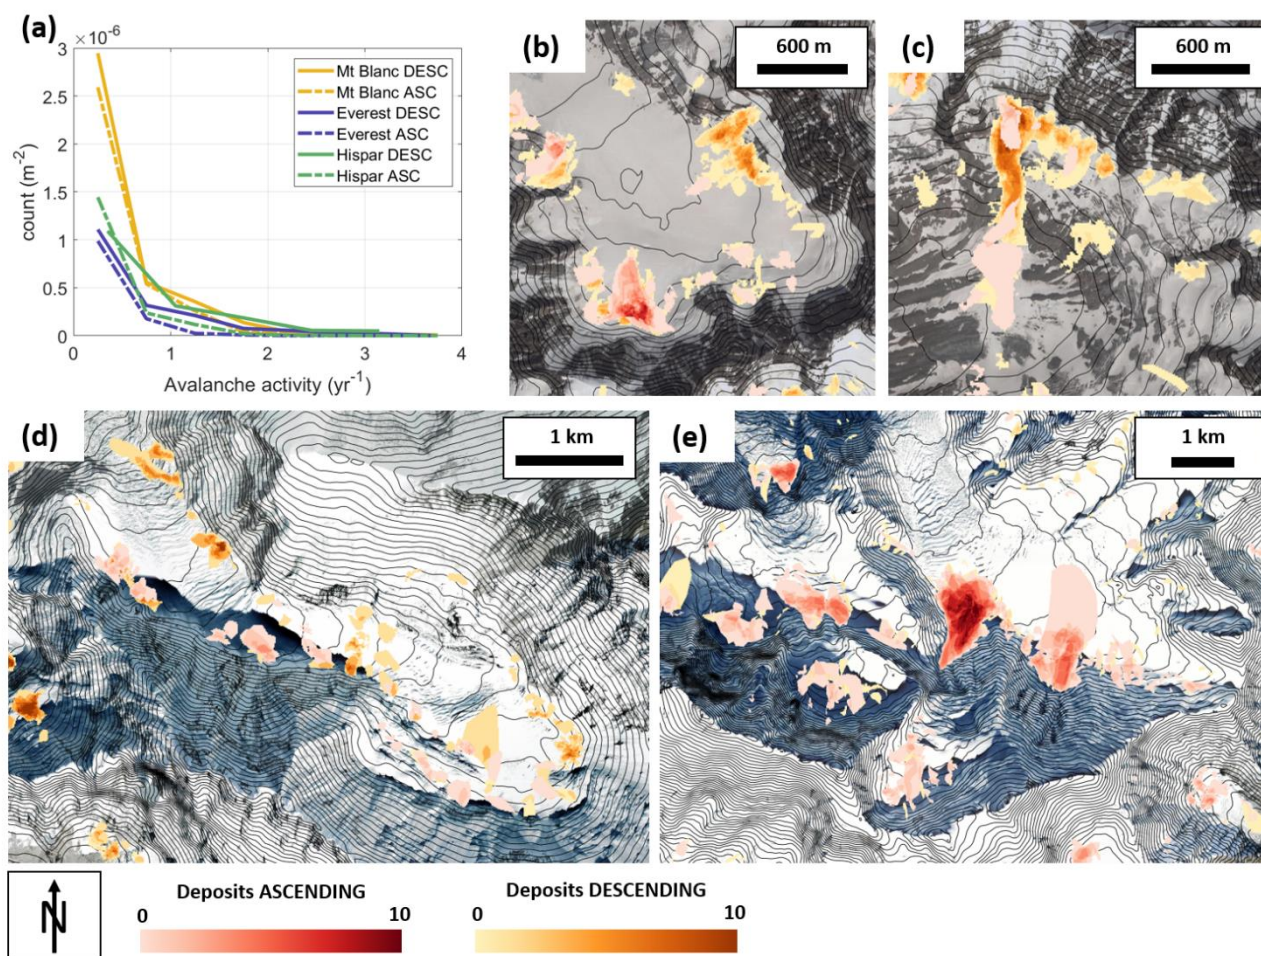 (a)
×10⁻⁶
3
2.5
2
1.5
1
0.5
0
count (m⁻²)
0 1 2 3 4
Avalanche activity (yr⁻¹)
Mt Blanc DESC
Mt Blanc ASC
Everest DESC
Everest ASC
Hispar DESC
Hispar ASC
(b)
600 m
(c)
600 m
(d)
1 km
(e)
1 km
N
Deposits ASCENDING
0 10
Deposits DESCENDING
0 10